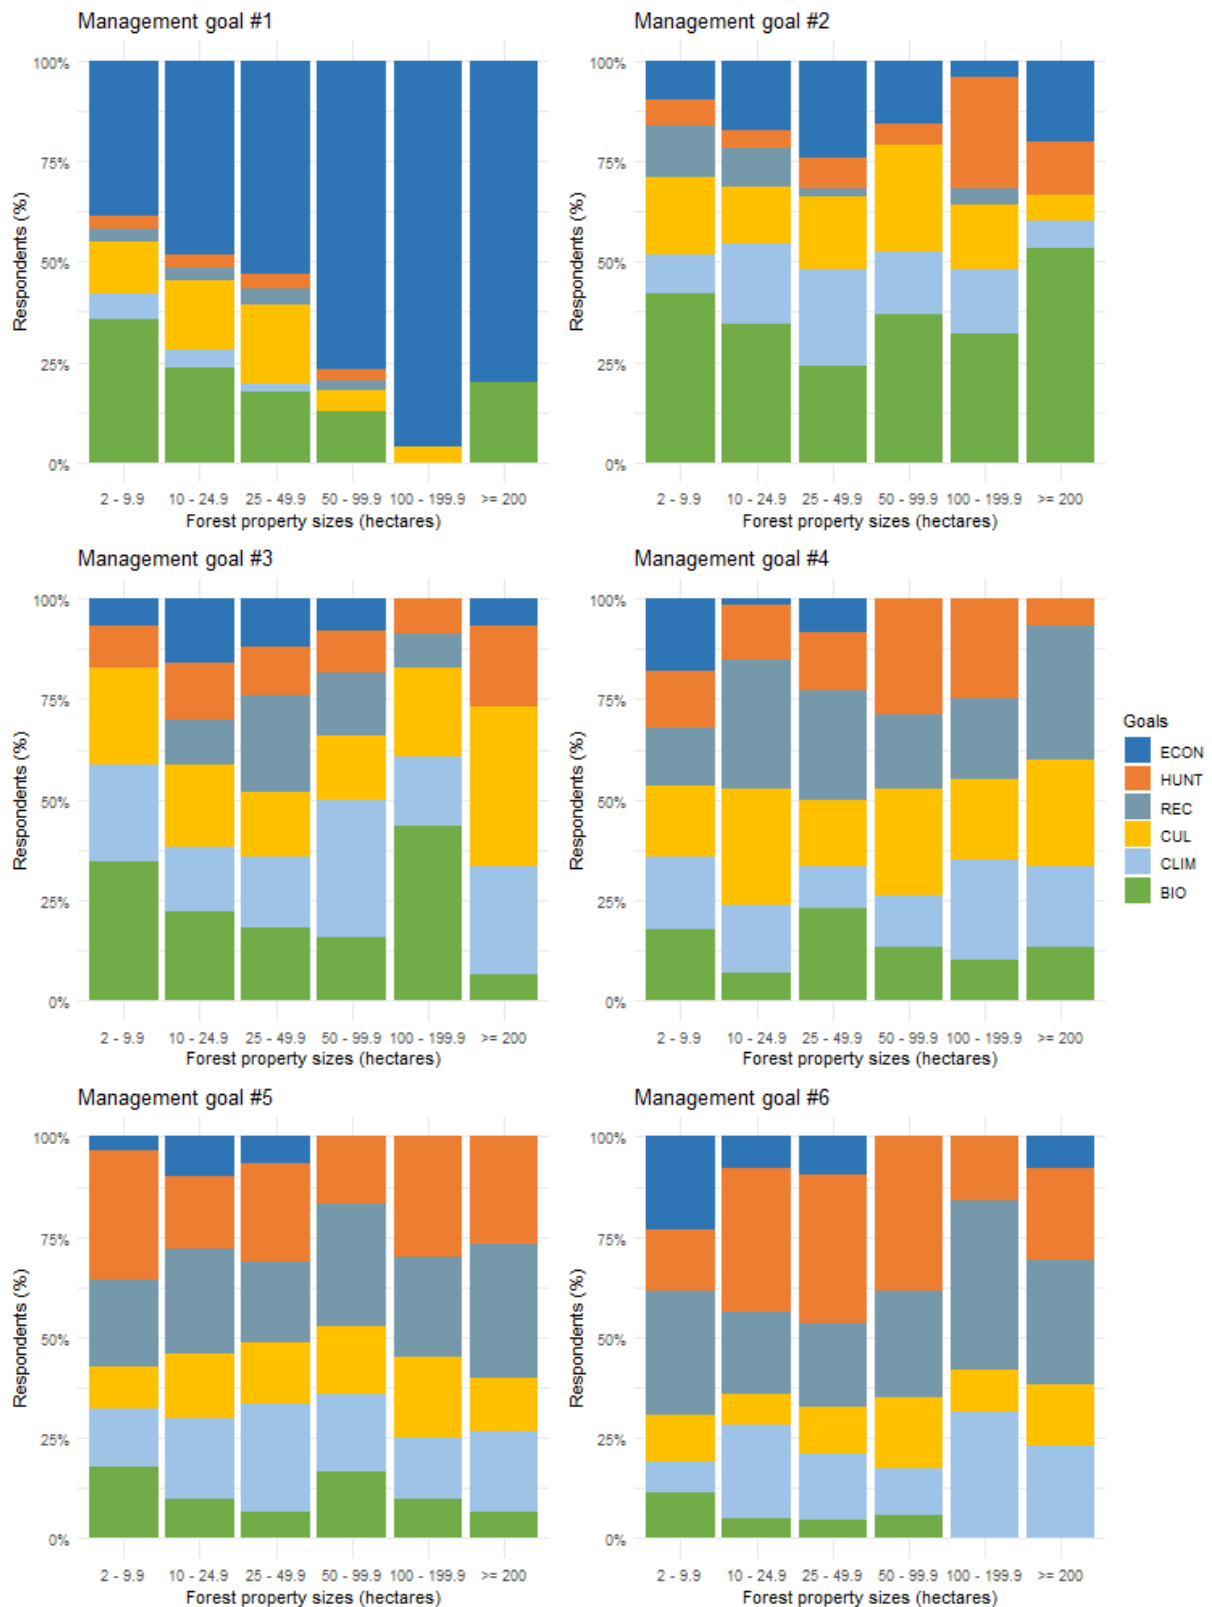 Management goal #1
100%
75%
50%
25%
0%
Respondents (%)
2 - 9.9 10 - 24.9 25 - 49.9 50 - 99.9 100 - 199.9 >= 200
Forest property sizes (hectares)
Management goal #2
100%
75%
50%
25%
0%
Respondents (%)
2 - 9.9 10 - 24.9 25 - 49.9 50 - 99.9 100 - 199.9 >= 200
Forest property sizes (hectares)
Management goal #3
100%
75%
50%
25%
0%
Respondents (%)
2 - 9.9 10 - 24.9 25 - 49.9 50 - 99.9 100 - 199.9 >= 200
Forest property sizes (hectares)
Management goal #4
100%
75%
50%
25%
0%
Respondents (%)
2 - 9.9 10 - 24.9 25 - 49.9 50 - 99.9 100 - 199.9 >= 200
Forest property sizes (hectares)
Goals
ECON
HUNT
REC
CUL
CLIM
BIO
Management goal #5
100%
75%
50%
25%
0%
Respondents (%)
2 - 9.9 10 - 24.9 25 - 49.9 50 - 99.9 100 - 199.9 >= 200
Forest property sizes (hectares)
Management goal #6
100%
75%
50%
25%
0%
Respondents (%)
2 - 9.9 10 - 24.9 25 - 49.9 50 - 99.9 100 - 199.9 >= 200
Forest property sizes (hectares)